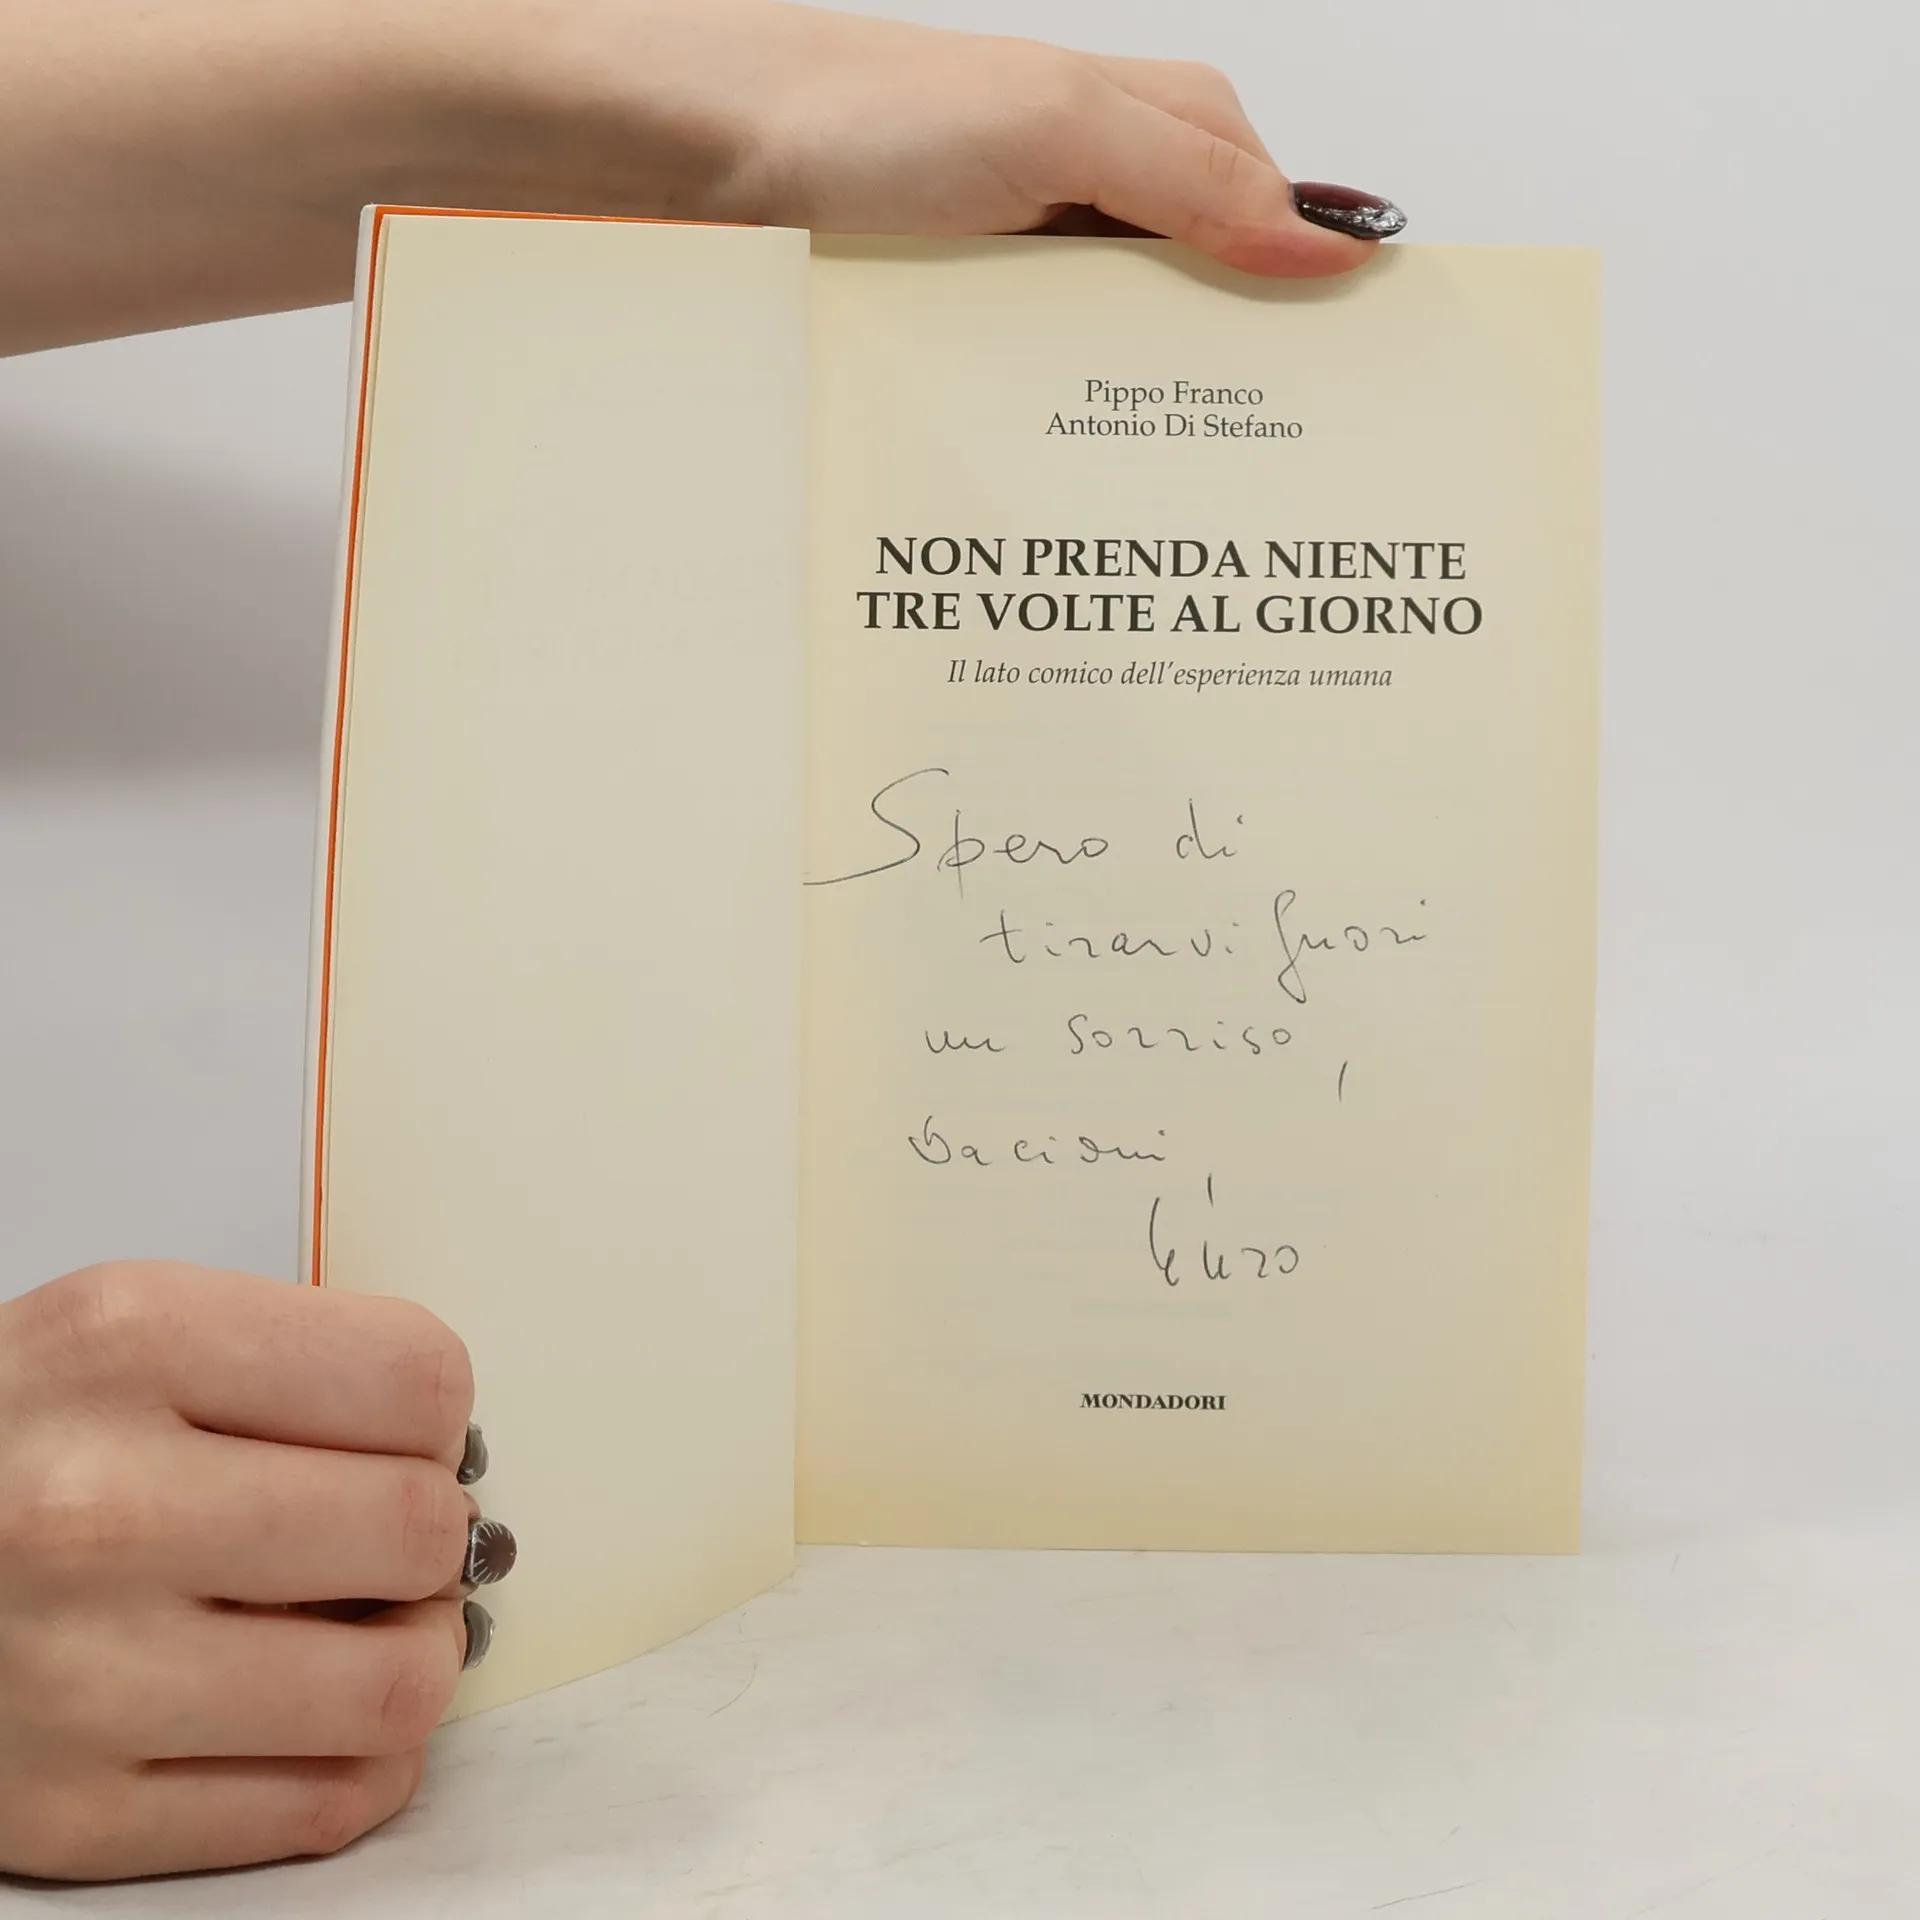 Pippo Franco
Antonio Di Stefano
NON PRENDA NIENTE
TRE VOLTE AL GIORNO
Il lato comico dell'esperienza umana
Spero di
tirarvi fuori
un sorriso,
Bacioni,
Enzo
MONDADORI